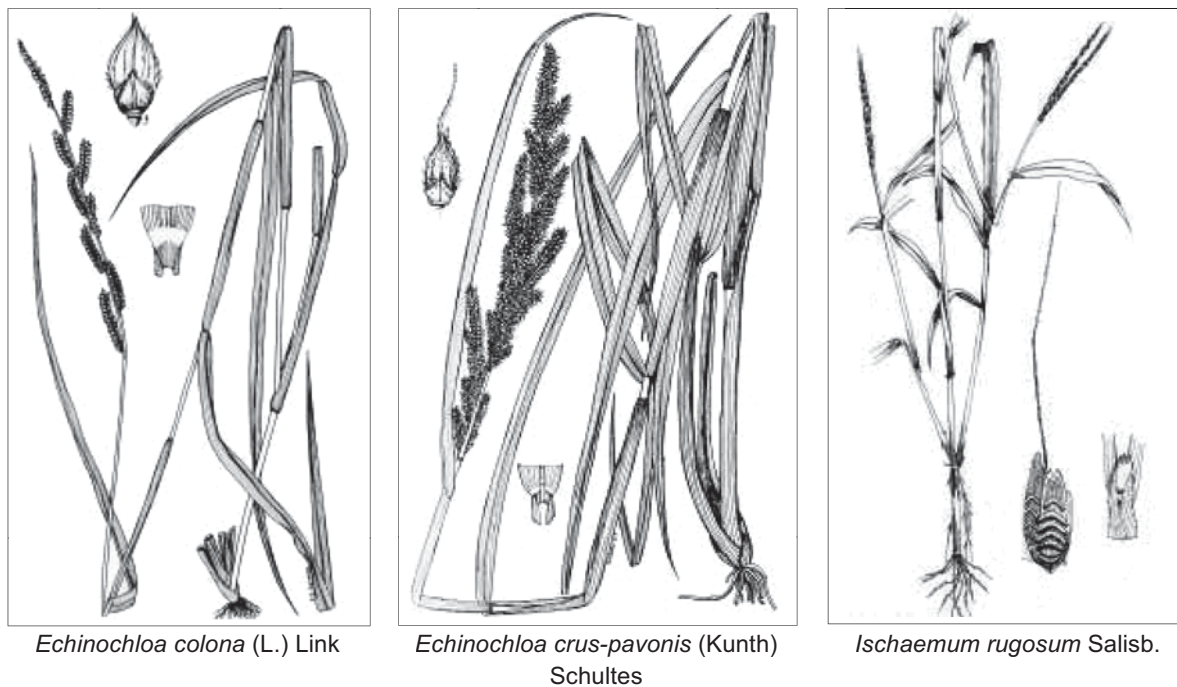 Echinochloa colona (L.) Link
Echinochloa crus-pavonis (Kunth)
Schultes
Ischaemum rugosum Salisb.